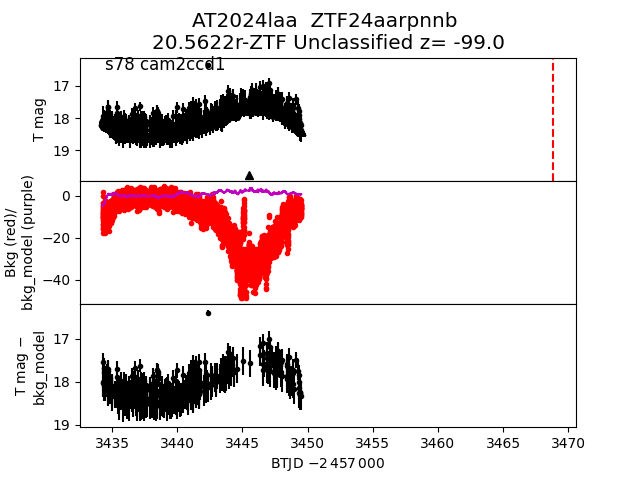 AT2024laa  ZTF24aarpnnb
20.5622r-ZTF Unclassified z= -99.0
s78 cam2ccd1
17
18
19
T mag
0
−20
−40
Bkg (red)/
bkg_model (purple)
17
18
19
T mag −
bkg_model
3435 3440 3445 3450 3455 3460 3465 3470
BTJD −2 457 000